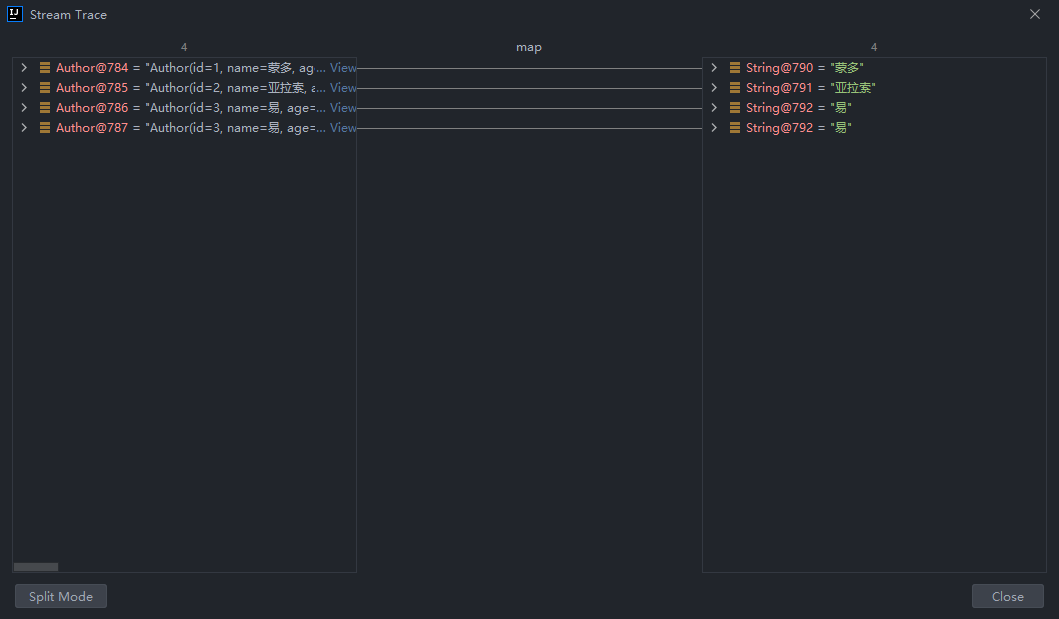 Stream Trace
4 map 4
Author@784 = "Author(id=1, name=蒙多, ag... View String@790 = "蒙多"
Author@785 = "Author(id=2, name=亚拉索, a... View String@791 = "亚拉索"
Author@786 = "Author(id=3, name=易, age=... View String@792 = "易"
Author@787 = "Author(id=3, name=易, age=... View String@792 = "易"
Split Mode Close